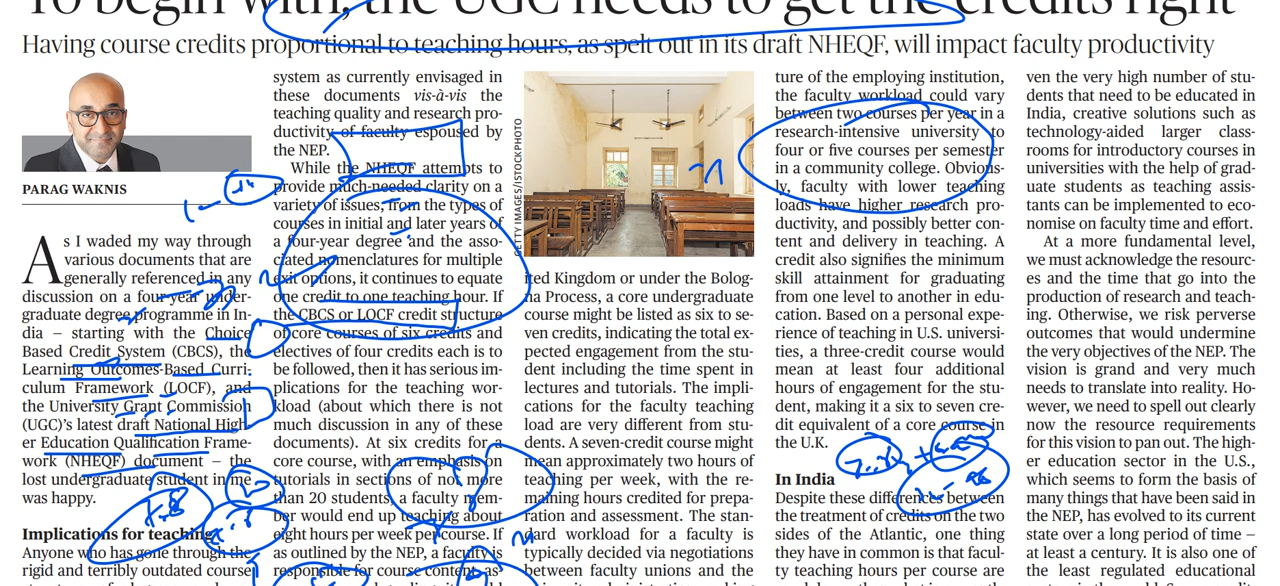 To begin with, the UGC needs to get the credits right
Having course credits proportional to teaching hours, as spelt out in its draft NHEQF, will impact faculty productivity
PARAG WAKNIS
As I waded my way through
various documents that are
generally referenced in any
discussion on a four-year under-
graduate degree programme in In-
dia – starting with the Choice
Based Credit System (CBCS), the
Learning Outcomes-Based Curri-
culum Framework (LOCF), and
the University Grant Commission
(UGC)'s latest draft National High-
er Education Qualification Frame-
work (NHEQF) document – the
lost undergraduate student in me
was happy.
Implications for teaching
Anyone who has gone through the
rigid and terribly outdated course
system as currently envisaged in
these documents vis-à-vis the
teaching quality and research pro-
ductivity of faculty espoused by
the NEP.
While the NHEQF attempts to
provide much-needed clarity on a
variety of issues, from the types of
courses in initial and later years of
a four-year degree and the asso-
ciated nomenclatures for multiple
exit options, it continues to equate
one credit to one teaching hour. If
the CBCS or LOCF credit structure
of core courses of six credits and
electives of four credits each is to
be followed, then it has serious im-
plications for the teaching wor-
kload (about which there is not
much discussion in any of these
documents). At six credits for a
core course, with an emphasis on
tutorials in sections of not more
than 20 students, a faculty mem-
ber would end up teaching about
eight hours per week per course. If
as outlined by the NEP, a faculty is
responsible for course content, as-
GETTY IMAGES/ISTOCKPHOTO
ited Kingdom or under the Bolog-
na Process, a core undergraduate
course might be listed as six to se-
ven credits, indicating the total ex-
pected engagement from the stu-
dent including the time spent in
lectures and tutorials. The impli-
cations for the faculty teaching
load are very different from stu-
dents. A seven-credit course might
mean approximately two hours of
teaching per week, with the re-
maining hours credited for prepa-
ration and assessment. The stan-
dard workload for a faculty is
typically decided via negotiations
between faculty unions and the
ture of the employing institution,
the faculty workload could vary
between two courses per year in a
research-intensive university to
four or five courses per semester
in a community college. Obvious-
ly, faculty with lower teaching
loads have higher research pro-
ductivity, and possibly better con-
tent and delivery in teaching. A
credit also signifies the minimum
skill attainment for graduating
from one level to other in edu-
cation. Based on a personal expe-
rience of teaching in U.S. universi-
ties, a three-credit course would
mean at least four additional
hours of engagement for the stu-
dent, making it a six to seven cre-
dit equivalent of a core course in
the U.K.
In India
Despite these differences between
the treatment of credits on the two
sides of the Atlantic, one thing
they have in common is that facul-
ty teaching hours per course are
ven the very high number of stu-
dents that need to be educated in
India, creative solutions such as
technology-aided larger class-
rooms for introductory courses in
universities with the help of grad-
uate students as teaching assis-
tants can be implemented to eco-
nomise on faculty time and effort.
At a more fundamental level,
we must acknowledge the resourc-
es and the time that go into the
production of research and teach-
ing. Otherwise, we risk perverse
outcomes that would undermine
the very objectives of the NEP. The
vision is grand and very much
needs to translate into reality. Ho-
wever, we need to spell out clearly
now the resource requirements
for this vision to pan out. The high-
er education sector in the U.S.,
which seems to form the basis of
many things that have been said in
the NEP, has evolved to its current
state over a long period of time –
at least a century. It is also one of
the least regulated educational